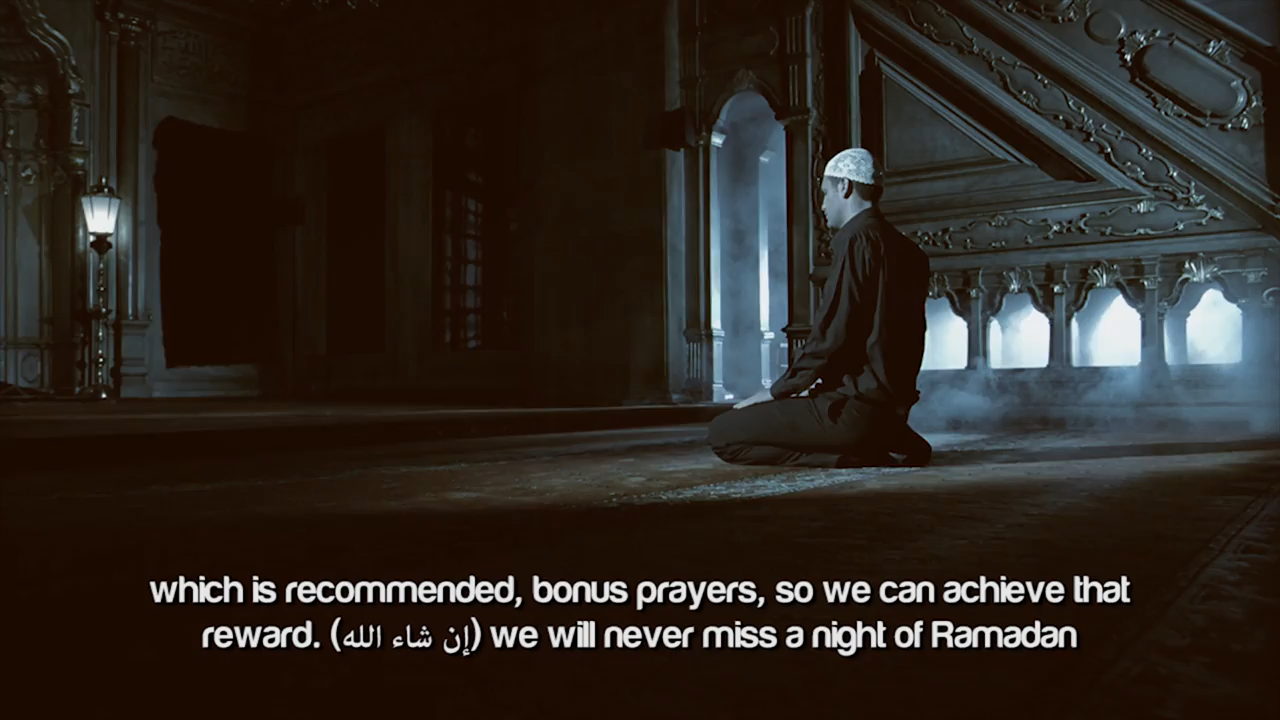 which is recommended, bonus prayers, so we can achieve that
reward. (إن شاء الله) we will never miss a night of Ramadan